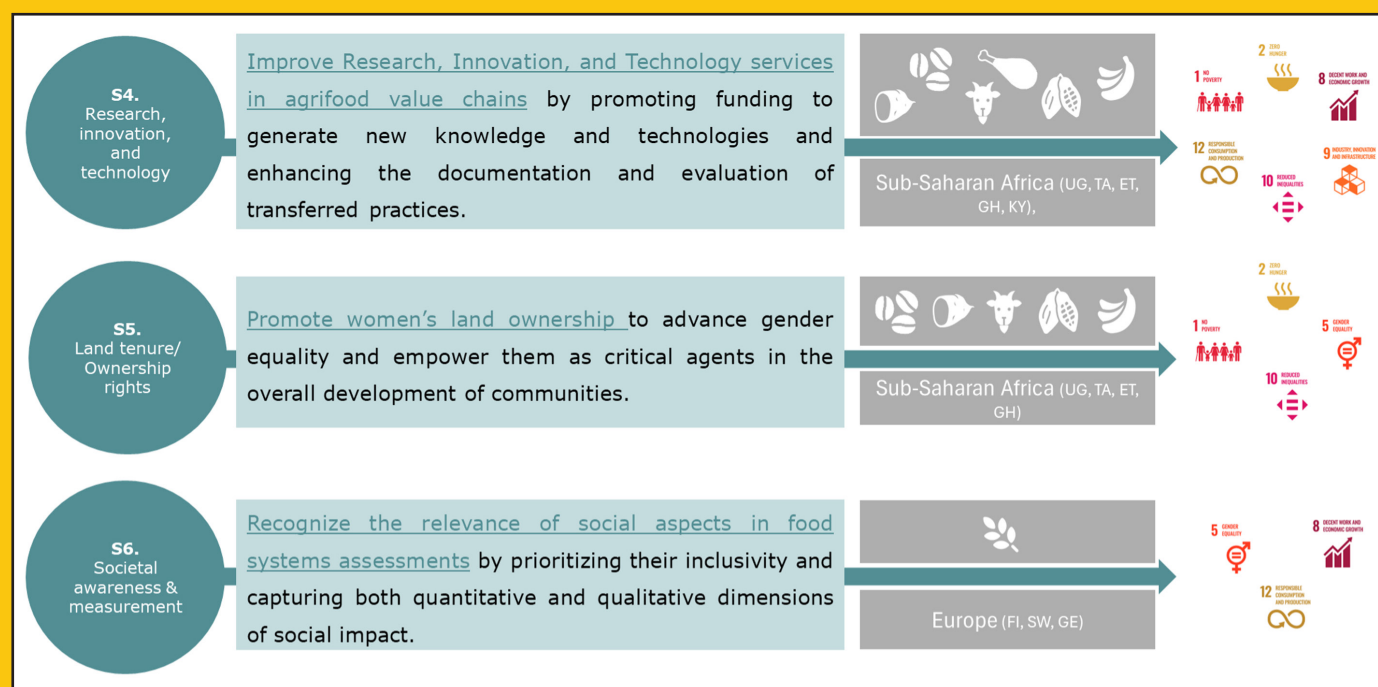 S4.
Research,
innovation,
and
technology
Improve Research, Innovation, and Technology services
in agrifood value chains by promoting funding to
generate new knowledge and technologies and
enhancing the documentation and evaluation of
transferred practices.
Sub-Saharan Africa (UG, TA, ET,
GH, KY),
2 ZERO
HUNGER
1 NO
POVERTY
8 DECENT WORK AND
ECONOMIC GROWTH
12 RESPONSIBLE
CONSUMPTION
AND PRODUCTION
9 INDUSTRY, INNOVATION
AND INFRASTRUCTURE
10 REDUCED
INEQUALITIES
S5.
Land tenure/
Ownership
rights
Promote women’s land ownership to advance gender
equality and empower them as critical agents in the
overall development of communities.
Sub-Saharan Africa (UG, TA, ET,
GH)
2 ZERO
HUNGER
1 NO
POVERTY
5 GENDER
EQUALITY
10 REDUCED
INEQUALITIES
S6.
Societal
awareness &
measurement
Recognize the relevance of social aspects in food
systems assessments by prioritizing their inclusivity and
capturing both quantitative and qualitative dimensions
of social impact.
Europe (FI, SW, GE)
5 GENDER
EQUALITY
8 DECENT WORK AND
ECONOMIC GROWTH
12 RESPONSIBLE
CONSUMPTION
AND PRODUCTION